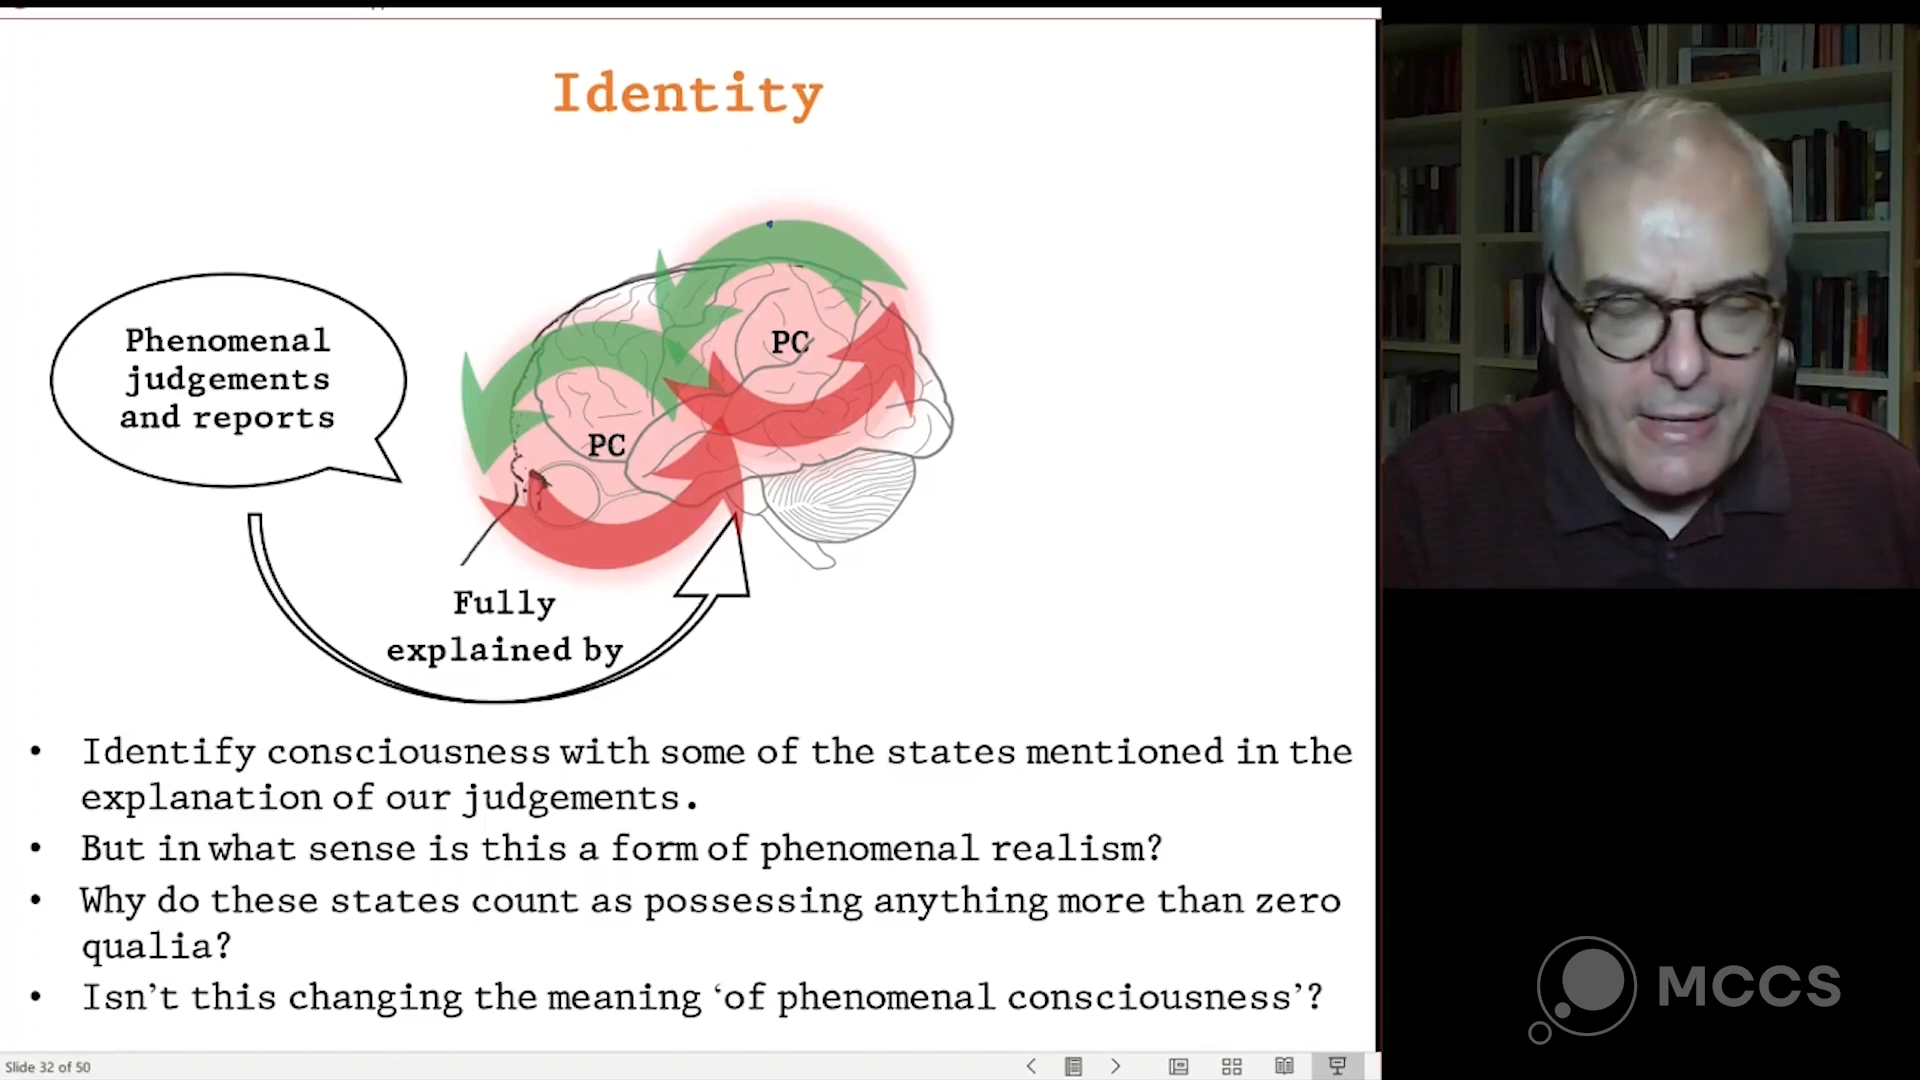 Identity
Phenomenal
judgements
and reports
PC
PC
Fully
explained by
• Identify consciousness with some of the states mentioned in the
explanation of our judgements.
• But in what sense is this a form of phenomenal realism?
• Why do these states count as possessing anything more than zero
qualia?
• Isn't this changing the meaning ‘of phenomenal consciousness’?
Slide 32 of 50
MCCS